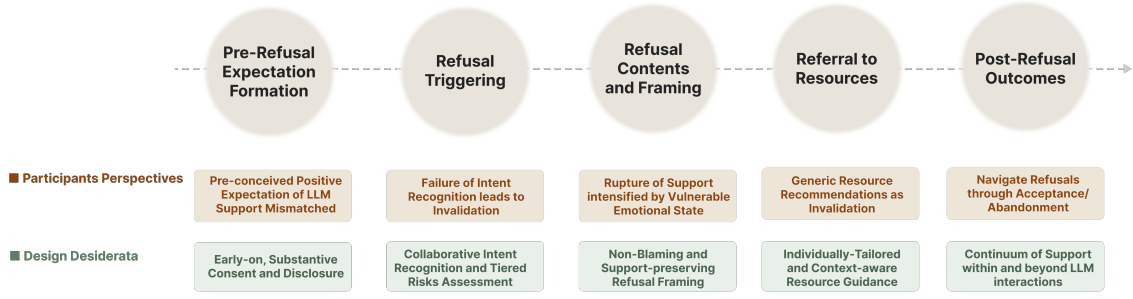 Pre-Refusal
Expectation
Formation
Refusal
Triggering
Refusal
Contents
and Framing
Referral to
Resources
Post-Refusal
Outcomes
Participants Perspectives
Pre-conceived Positive
Expectation of LLM
Support Mismatched
Failure of Intent
Recognition leads to
Invalidation
Rupture of Support
intensified by Vulnerable
Emotional State
Generic Resource
Recommendations as
Invalidation
Navigate Refusals
through Acceptance/
Abandonment
Design Desiderata
Early-on, Substantive
Consent and Disclosure
Collaborative Intent
Recognition and Tiered
Risks Assessment
Non-Blaming and
Support-preserving
Refusal Framing
Individually-Tailored
and Context-aware
Resource Guidance
Continuum of Support
within and beyond LLM
interactions